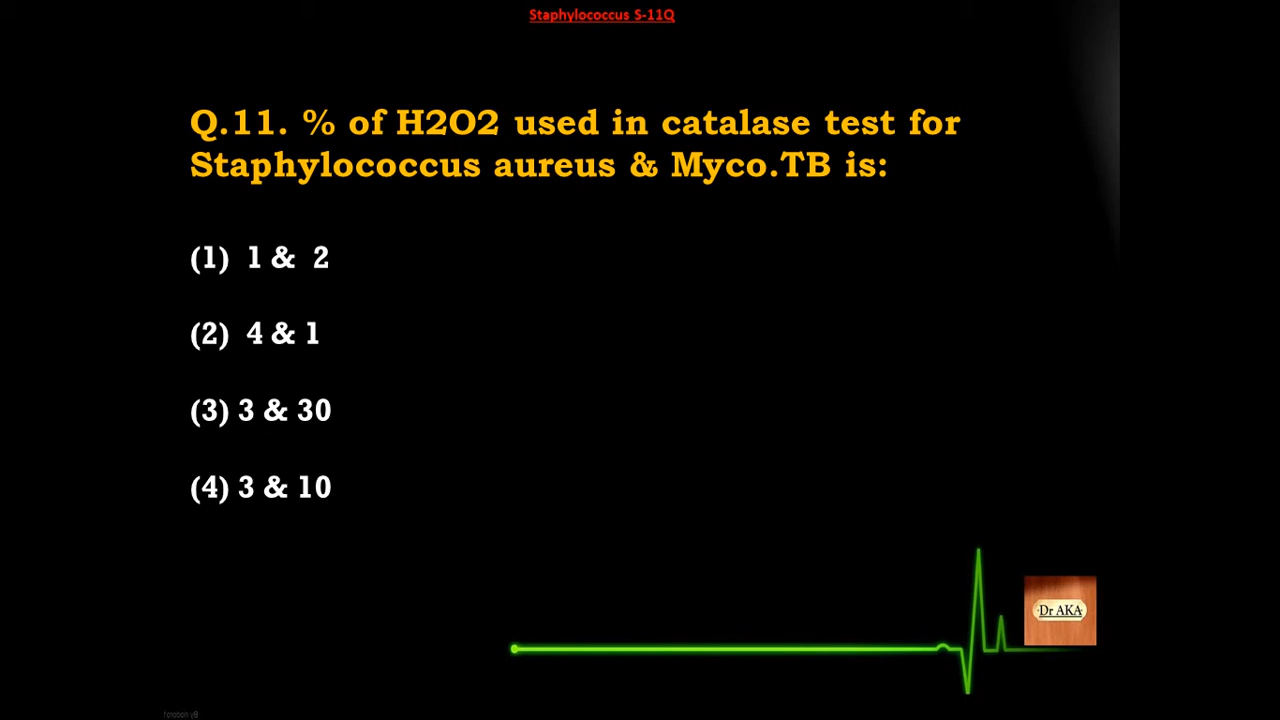 Staphylococcus S-11Q
Q.11. % of H2O2 used in catalase test for
Staphylococcus aureus & Myco.TB is:
(1) 1 & 2
(2) 4 & 1
(3) 3 & 30
(4) 3 & 10
Dr AKA